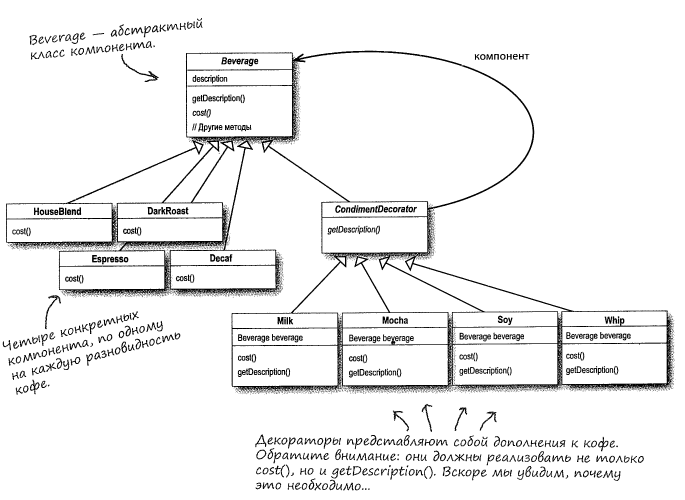 Beverage — абстрактный
класс компонента.
Beverage
description
getDescription()
cost()
// Другие методы
компонент
HouseBlend
cost()
DarkRoast
cost()
Espresso
cost()
Decaf
cost()
CondimentDecorator
getDescription()
Четыре конкретных
компонента, по одному
на каждую разновидность
кофе.
Milk
Beverage beverage
cost()
getDescription()
Mocha
Beverage beverage
cost()
getDescription()
Soy
Beverage beverage
cost()
getDescription()
Whip
Beverage beverage
cost()
getDescription()
Декораторы представляют собой дополнения к кофе.
Обратите внимание: они должны реализовать не только
cost(), но и getDescription(). Вскоре мы увидим, почему
это необходимо...